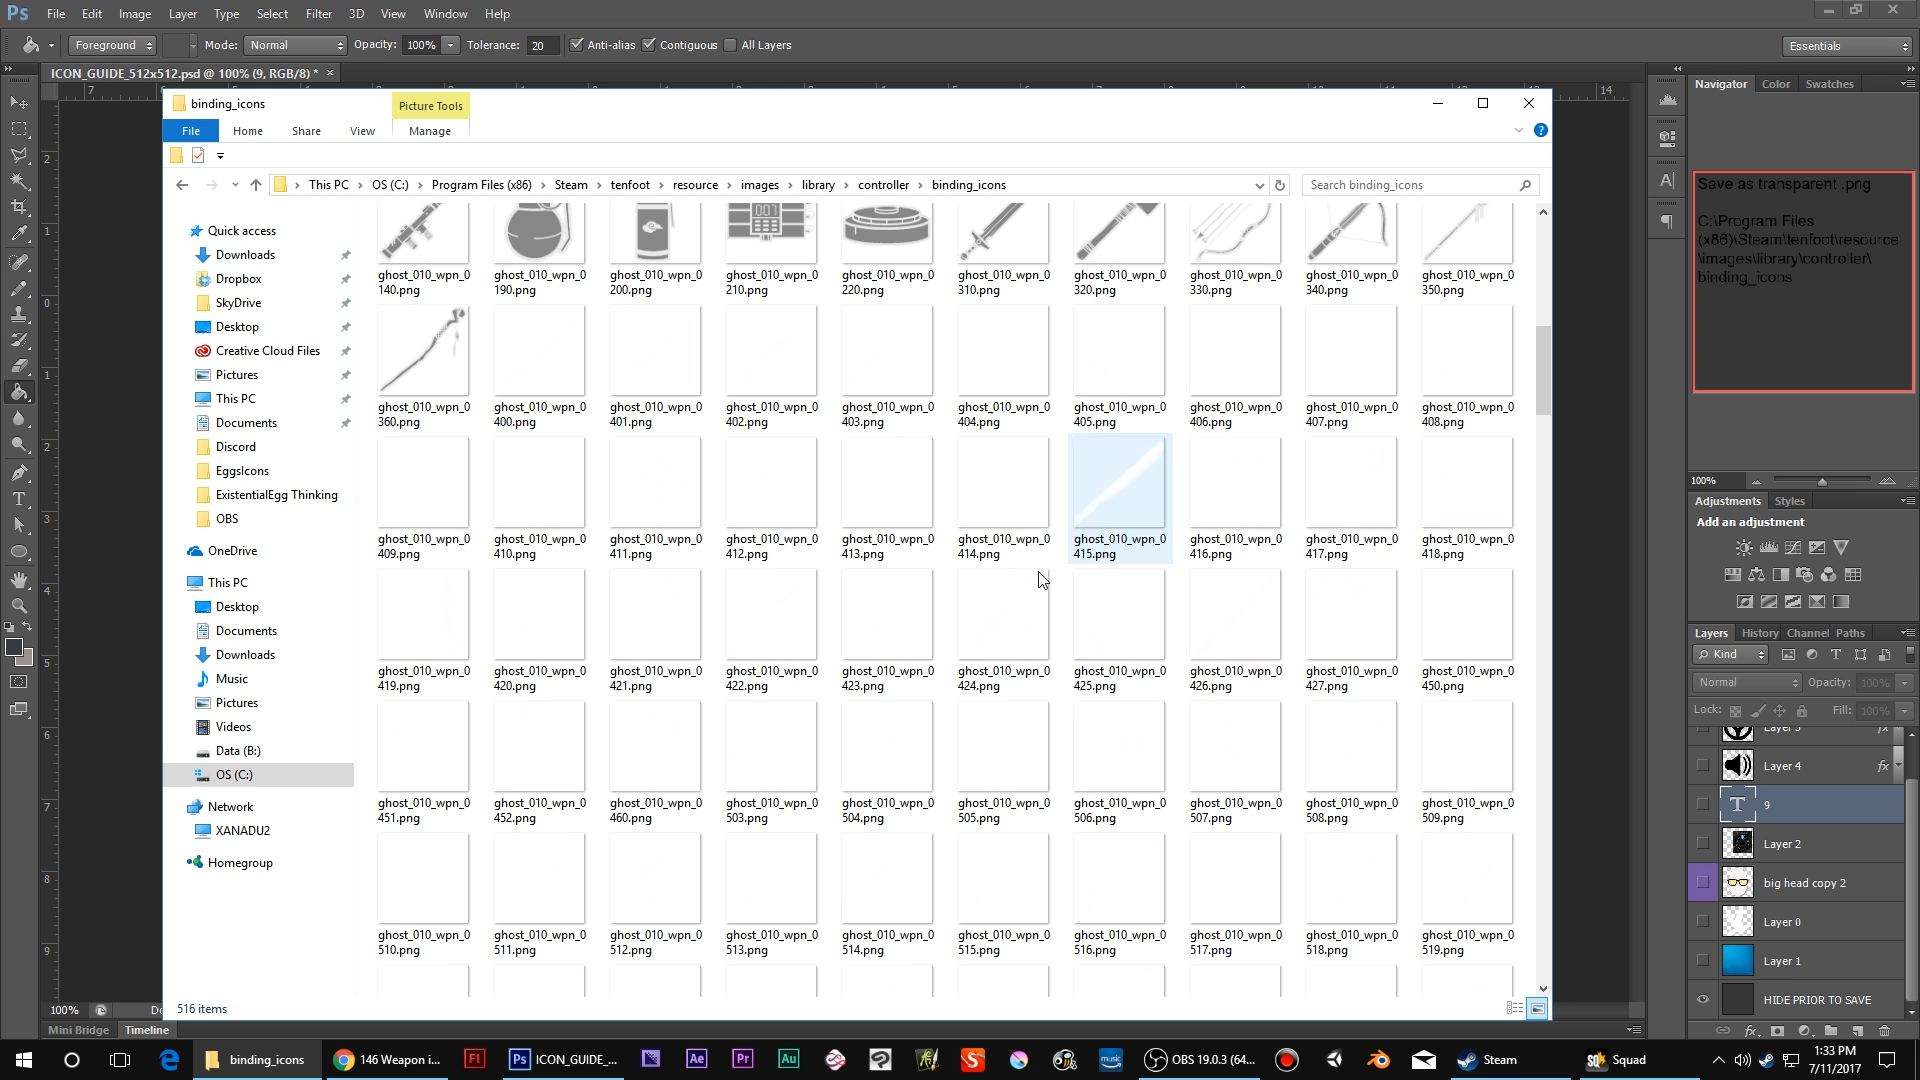 Ps File Edit Image Layer Type Select Filter 3D View Window Help
Foreground Mode: Normal Opacity: 100% Tolerance: 20 Anti-alias Contiguous All Layers Essentials
ICON_GUIDE_512x512.psd @ 100% (9, RGB/8) * ×
binding_icons Picture Tools
File Home Share View Manage
This PC > OS (C:) > Program Files (x86) > Steam > tenfoot > resource > images > library > controller > binding_icons
Search binding_icons
Quick access
Downloads
Dropbox
SkyDrive
Desktop
Creative Cloud Files
Pictures
This PC
Documents
Discord
EggsIcons
ExistentialEgg Thinking
OBS
OneDrive
This PC
Desktop
Documents
Downloads
Music
Pictures
Videos
Data (B:)
OS (C:)
Network
XANADU2
Homegroup
ghost_010_wpn_0 ghost_010_wpn_0 ghost_010_wpn_0 ghost_010_wpn_0 ghost_010_wpn_0 ghost_010_wpn_0 ghost_010_wpn_0 ghost_010_wpn_0 ghost_010_wpn_0 ghost_010_wpn_0
140.png 190.png 200.png 210.png 220.png 310.png 320.png 330.png 340.png 350.png
ghost_010_wpn_0 ghost_010_wpn_0 ghost_010_wpn_0 ghost_010_wpn_0 ghost_010_wpn_0 ghost_010_wpn_0 ghost_010_wpn_0 ghost_010_wpn_0 ghost_010_wpn_0 ghost_010_wpn_0
360.png 400.png 401.png 402.png 403.png 404.png 405.png 406.png 407.png 408.png
ghost_010_wpn_0 ghost_010_wpn_0 ghost_010_wpn_0 ghost_010_wpn_0 ghost_010_wpn_0 ghost_010_wpn_0 ghost_010_wpn_0 ghost_010_wpn_0 ghost_010_wpn_0 ghost_010_wpn_0
409.png 410.png 411.png 412.png 413.png 414.png 415.png 416.png 417.png 418.png
ghost_010_wpn_0 ghost_010_wpn_0 ghost_010_wpn_0 ghost_010_wpn_0 ghost_010_wpn_0 ghost_010_wpn_0 ghost_010_wpn_0 ghost_010_wpn_0 ghost_010_wpn_0 ghost_010_wpn_0
419.png 420.png 421.png 422.png 423.png 424.png 425.png 426.png 427.png 450.png
ghost_010_wpn_0 ghost_010_wpn_0 ghost_010_wpn_0 ghost_010_wpn_0 ghost_010_wpn_0 ghost_010_wpn_0 ghost_010_wpn_0 ghost_010_wpn_0 ghost_010_wpn_0 ghost_010_wpn_0
451.png 452.png 460.png 503.png 504.png 505.png 506.png 507.png 508.png 509.png
ghost_010_wpn_0 ghost_010_wpn_0 ghost_010_wpn_0 ghost_010_wpn_0 ghost_010_wpn_0 ghost_010_wpn_0 ghost_010_wpn_0 ghost_010_wpn_0 ghost_010_wpn_0 ghost_010_wpn_0
510.png 511.png 512.png 513.png 514.png 515.png 516.png 517.png 518.png 519.png
516 items
Navigator Color Swatches
Save as transparent .png
C:\Program Files
(x86)\Steam\tenfoot\resource
\images\library\controller\
binding_icons
100%
Adjustments Styles
Add an adjustment
Layers History Channel Paths
Kind
Normal Opacity: 100%
Lock: Fill: 100%
Layer 3 fx
Layer 4 fx
9
Layer 2
big head copy 2
Layer 0
Layer 1
HIDE PRIOR TO SAVE
100% Do
Mini Bridge Timeline
binding_icons 146 Weapon i... Fl Ps ICON_GUIDE_... Ae Pr Au music OBS 19.0.3 (64... Steam SQ Squad
1:33 PM
7/11/2017